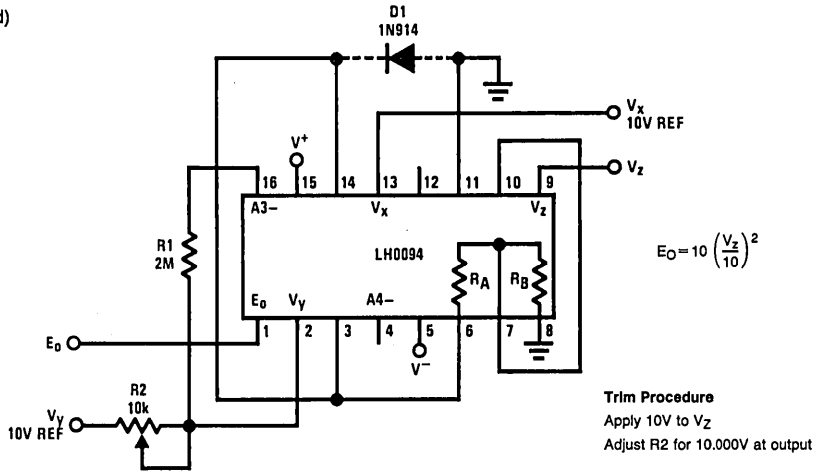 d)
D1
1N914
Vx
10V REF
V+
Vz
16 15 14 13 12 11 10 9
A3− Vx Vz
R1
2M
LH0094
RA RB
Eo Vy A4−
1 2 3 4 5 6 7 8
Eo
V−
R2
10k
Vy
10V REF
EO = 10 (Vz/10)²
Trim Procedure
Apply 10V to VZ
Adjust R2 for 10.000V at output